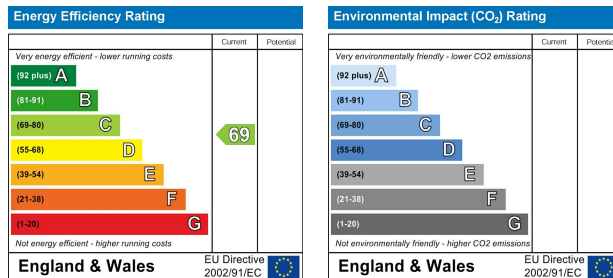 Energy Efficiency Rating
Current Potential
Very energy efficient - lower running costs
(92 plus) A
(81-91) B
(69-80) C
(55-68) D
(39-54) E
(21-38) F
(1-20) G
69
Not energy efficient - higher running costs
England & Wales
EU Directive
2002/91/EC
Environmental Impact (CO₂) Rating
Current Potential
Very environmentally friendly - lower CO2 emissions
(92 plus) A
(81-91) B
(69-80) C
(55-68) D
(39-54) E
(21-38) F
(1-20) G
Not environmentally friendly - higher CO2 emissions
England & Wales
EU Directive
2002/91/EC